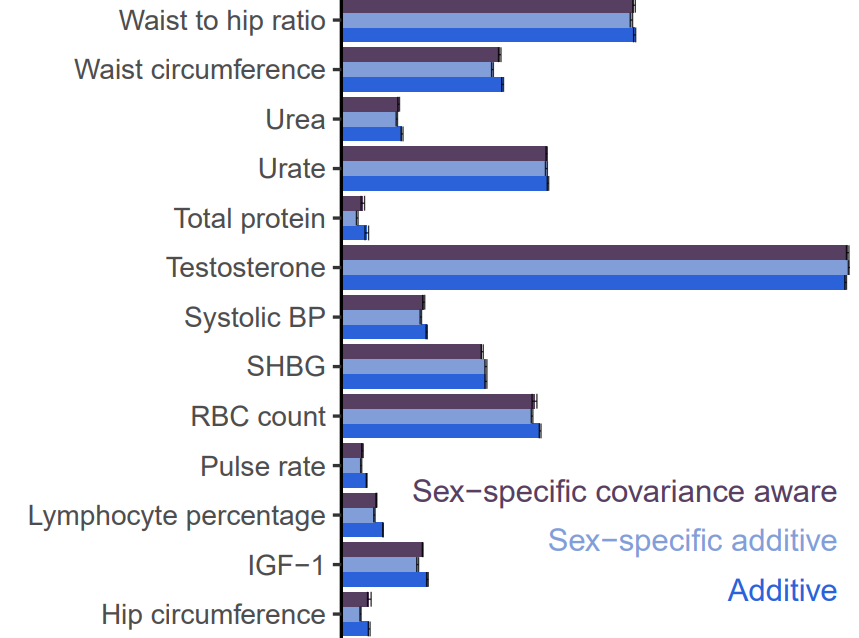 Waist to hip ratio
Waist circumference
Urea
Urate
Total protein
Testosterone
Systolic BP
SHBG
RBC count
Pulse rate
Lymphocyte percentage
IGF−1
Hip circumference
Sex−specific covariance aware
Sex−specific additive
Additive